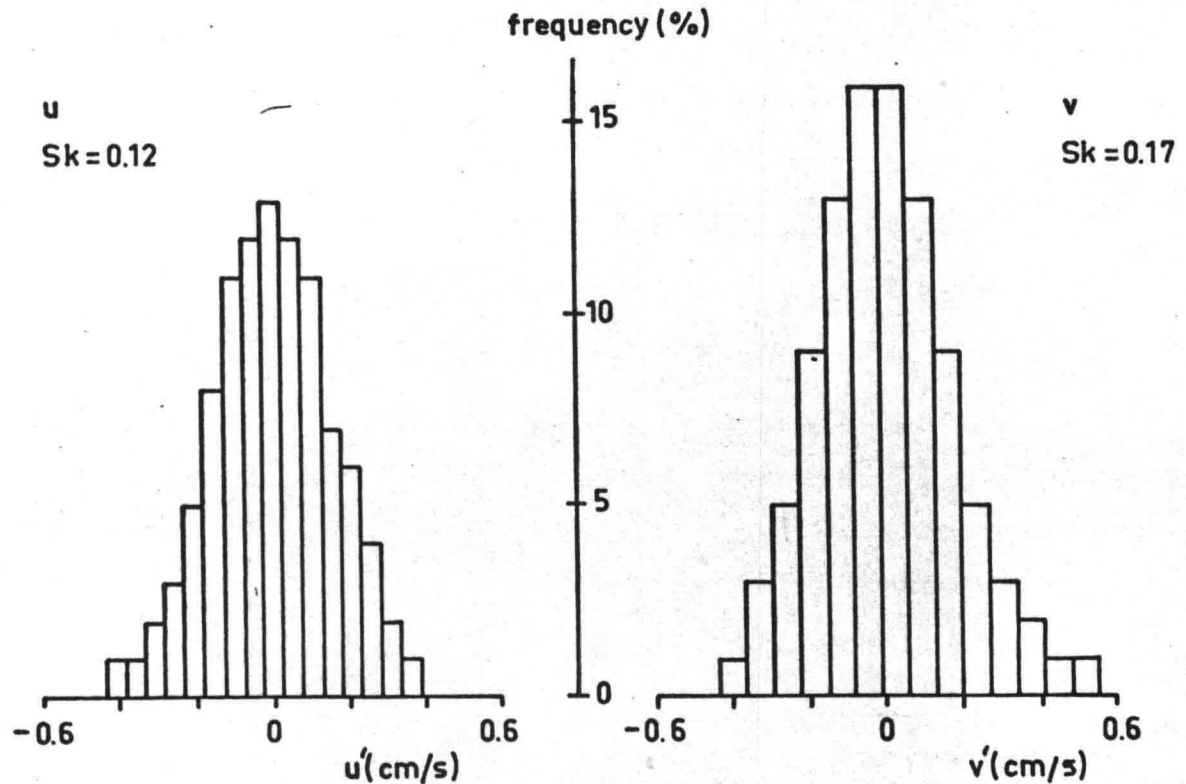 frequency (%)
u
Sk = 0.12
15
10
5
0
v
Sk = 0.17
-0.6
0
0.6
u'(cm/s)
-0.6
0
0.6
v'(cm/s)